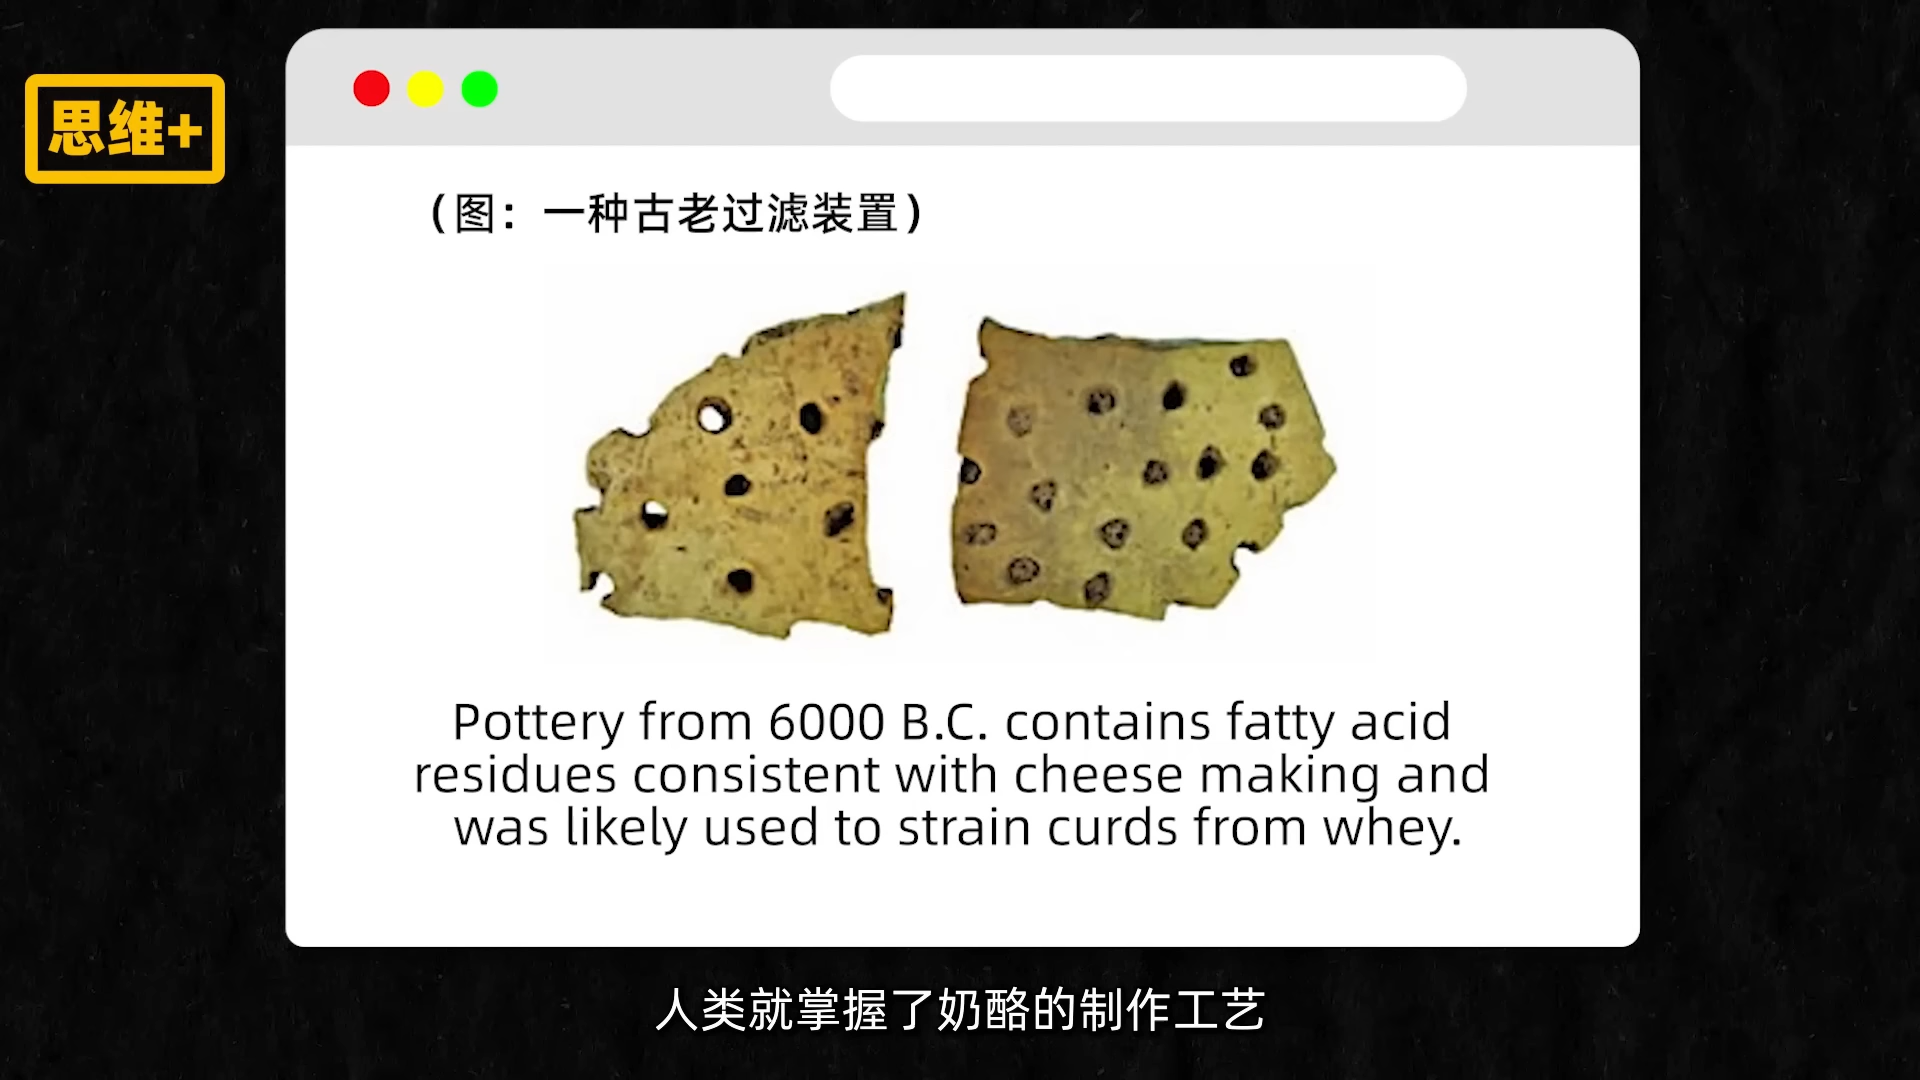 思维+
（图：一种古老过滤装置）
Pottery from 6000 B.C. contains fatty acid
residues consistent with cheese making and
was likely used to strain curds from whey.
人类就掌握了奶酪的制作工艺